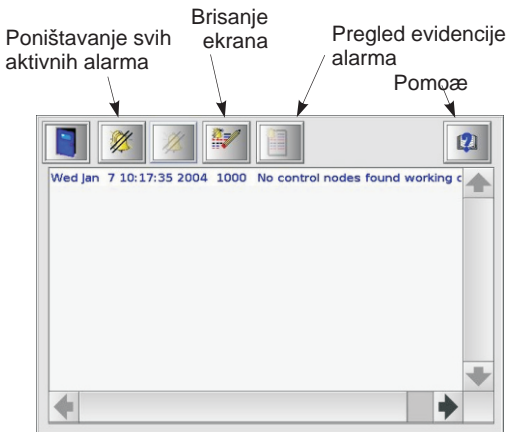 Poništavanje svih
aktivnih alarma
Brisanje
ekrana
Pregled evidencije
alarma
Pomoæ
Wed Jan 7 10:17:35 2004 1000 No control nodes found working